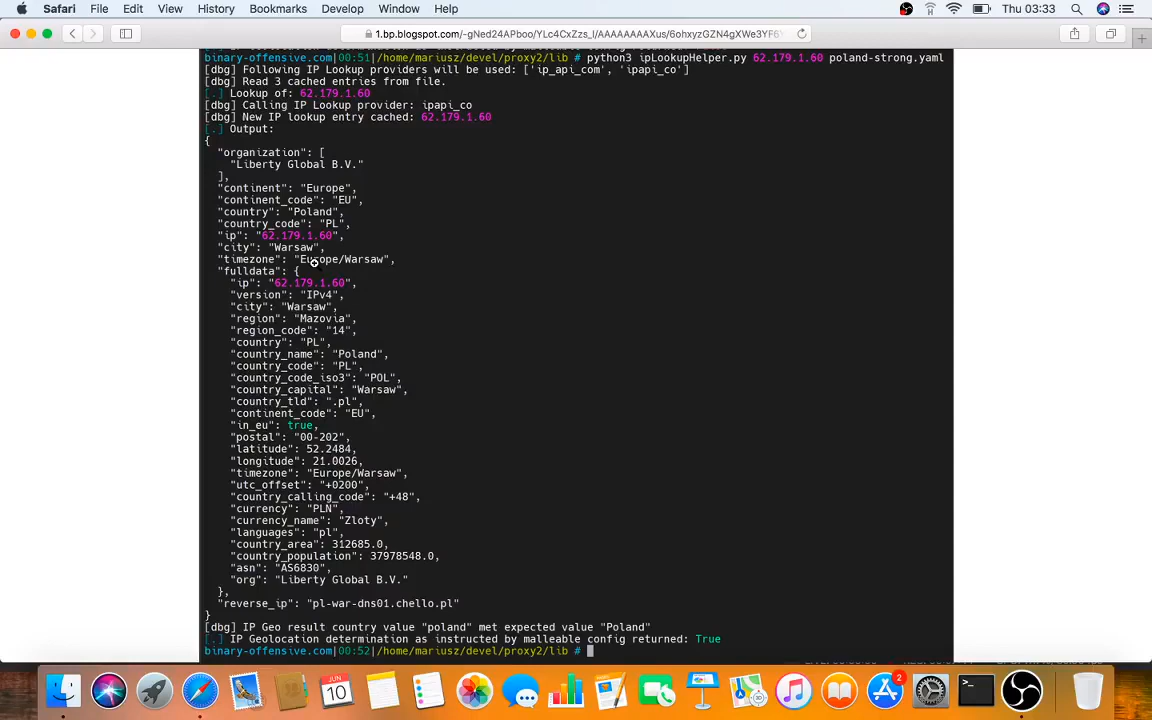 Safari File Edit View History Bookmarks Develop Window Help Thu 03:33
binary-offensive.com|00:51|/home/mariusz/devel/proxy2/lib # python3 ipLookupHelper.py 62.179.1.60 poland-strong.yaml
[dbg] Following IP Lookup providers will be used: ['ip_api_com', 'ipapi_co']
[dbg] Read 3 cached entries from file.
[.] Lookup of: 62.179.1.60
[dbg] Calling IP Lookup provider: ipapi_co
[dbg] New IP lookup entry cached: 62.179.1.60
[.] Output:
{
"organization": [
"Liberty Global B.V."
],
"continent": "Europe",
"continent_code": "EU",
"country": "Poland",
"country_code": "PL",
"ip": "62.179.1.60",
"city": "Warsaw",
"timezone": "Europe/Warsaw",
"fulldata": {
"ip": "62.179.1.60",
"version": "IPv4",
"city": "Warsaw",
"region": "Mazovia",
"region_code": "14",
"country": "PL",
"country_name": "Poland",
"country_code": "PL",
"country_code_iso3": "POL",
"country_capital": "Warsaw",
"country_tld": ".pl",
"continent_code": "EU",
"in_eu": true,
"postal": "00-202",
"latitude": 52.2484,
"longitude": 21.0026,
"timezone": "Europe/Warsaw",
"utc_offset": "+0200",
"country_calling_code": "+48",
"currency": "PLN",
"currency_name": "Zloty",
"languages": "pl",
"country_area": 312685.0,
"country_population": 37978548.0,
"asn": "AS6830",
"org": "Liberty Global B.V."
},
"reverse_ip": "pl-war-dns01.chello.pl"
}
[dbg] IP Geo result country value "poland" met expected value "Poland"
[.] IP Geolocation determination as instructed by malleable config returned: True
binary-offensive.com|00:52|/home/mariusz/devel/proxy2/lib #
JUN
10
2